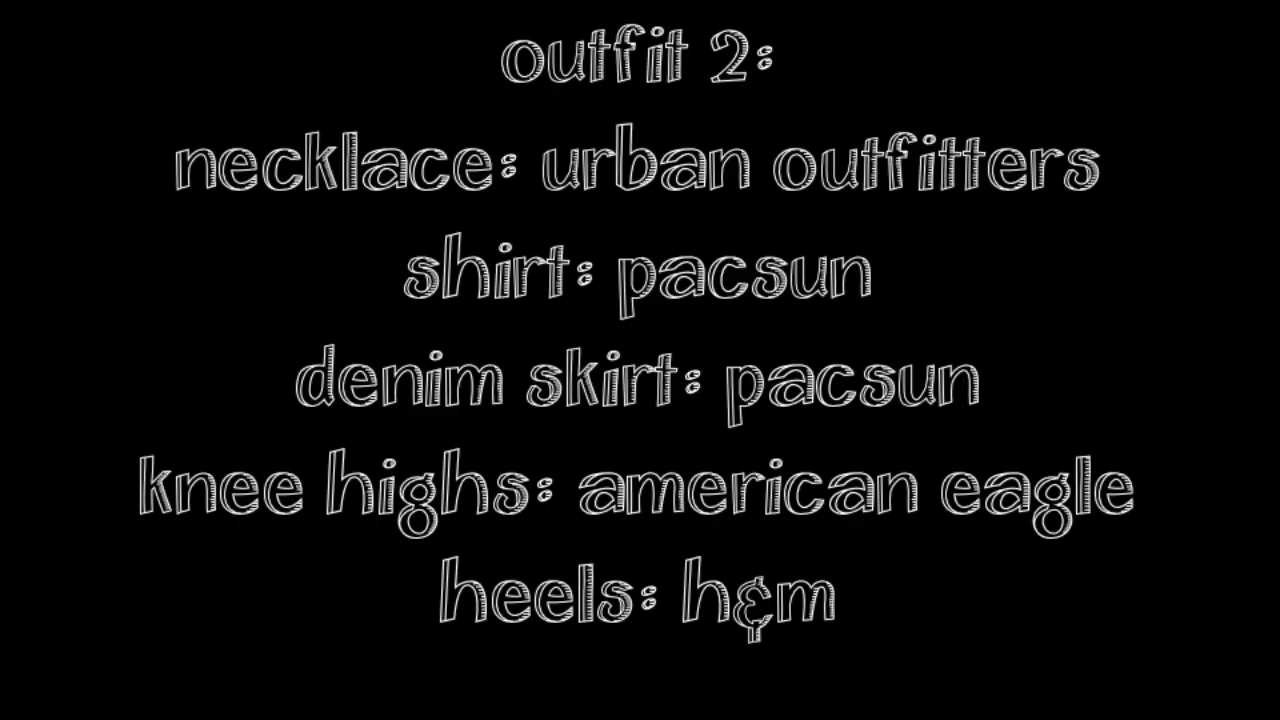 outfit 2:
necklace: urban outfitters
shirt: pacsun
denim skirt: pacsun
knee highs: american eagle
heels: h&m